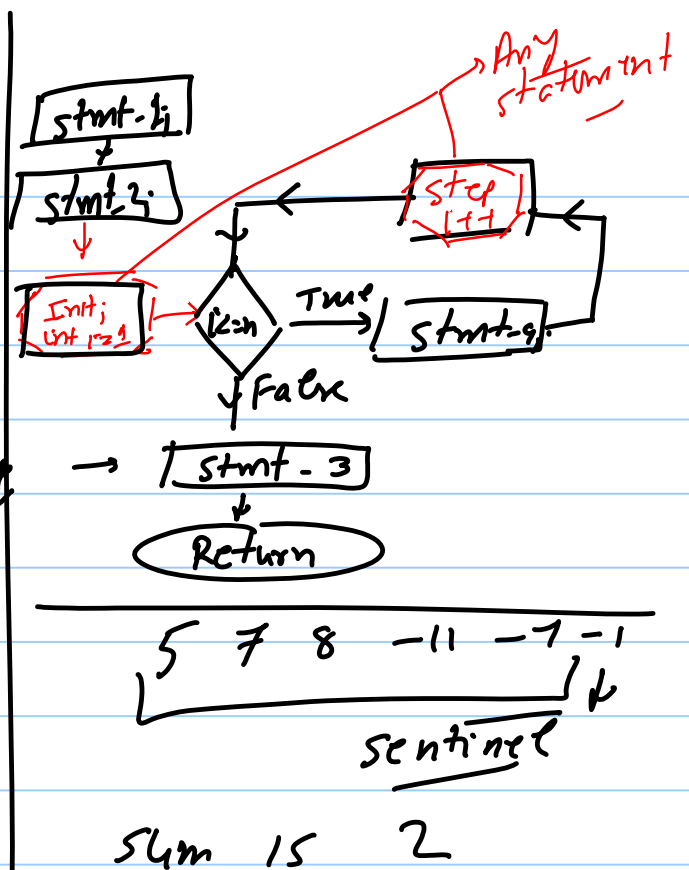 Any
statement
stmt-1;
stmt-2;
step
i++
Init;
int i=1
i<=n
True
stmt-4;
False
→ stmt-3
Return
5 7 8 -11 -7 -1
sentinel
sum is 2